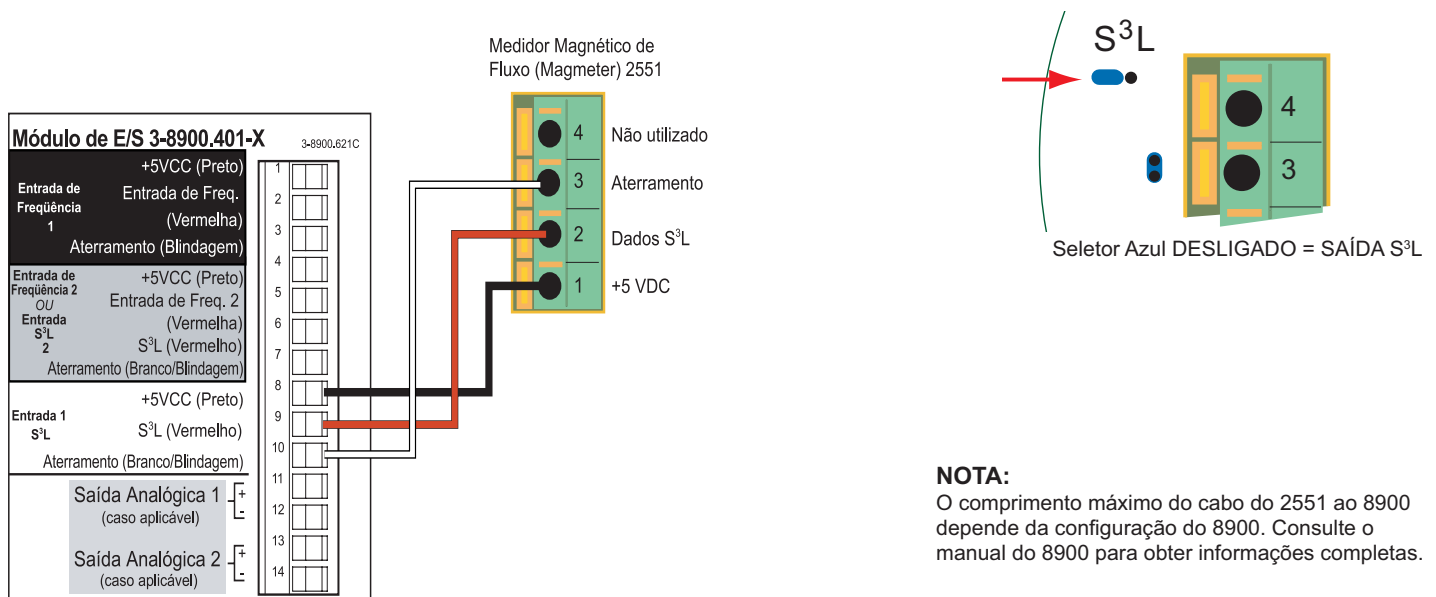 Medidor Magnético de
Fluxo (Magmeter) 2551
4 Não utilizado
3 Aterramento
2 Dados S³L
1 +5 VDC
Módulo de E/S 3-8900.401-X
3-8900.621C
Entrada de
Freqüência
1
+5VCC (Preto)
Entrada de Freq.
(Vermelha)
Aterramento (Blindagem)
Entrada de
Freqüência 2
OU
Entrada
S³L
2
+5VCC (Preto)
Entrada de Freq. 2
(Vermelha)
S³L (Vermelho)
Aterramento (Branco/Blindagem)
Entrada 1
S³L
+5VCC (Preto)
S³L (Vermelho)
Aterramento (Branco/Blindagem)
Saída Analógica 1 +
(caso aplicável) -
Saída Analógica 2 +
(caso aplicável) -
1
2
3
4
5
6
7
8
9
10
11
12
13
14
S³L
4
3
Seletor Azul DESLIGADO = SAÍDA S³L
NOTA:
O comprimento máximo do cabo do 2551 ao 8900
depende da configuração do 8900. Consulte o
manual do 8900 para obter informações completas.